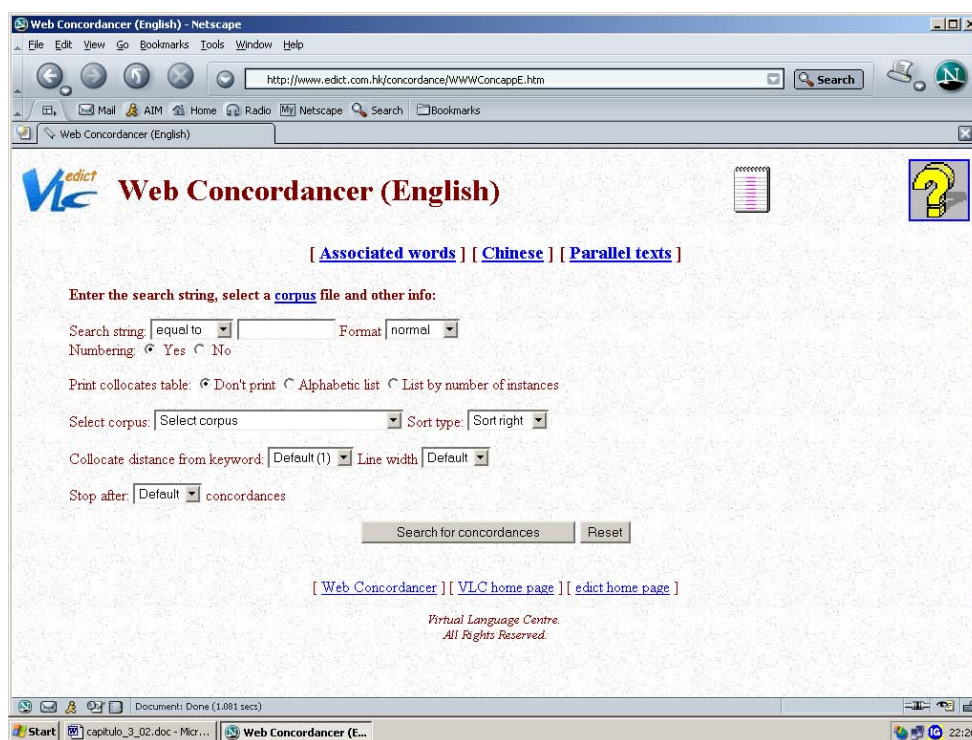 Web Concordancer (English) - Netscape
File Edit View Go Bookmarks Tools Window Help
http://www.edict.com.hk/concordance/WWWConcappE.htm Search
Mail AIM Home Radio My Netscape Search Bookmarks
Web Concordancer (English)
edict
VLC Web Concordancer (English)
[ Associated words ] [ Chinese ] [ Parallel texts ]
Enter the search string, select a corpus file and other info:
Search string: equal to Format normal
Numbering: Yes No
Print collocates table: Don't print Alphabetic list List by number of instances
Select corpus: Select corpus Sort type: Sort right
Collocate distance from keyword: Default (1) Line width Default
Stop after: Default concordances
Search for concordances Reset
[ Web Concordancer ] [ VLC home page ] [ edict home page ]
Virtual Language Centre.
All Rights Reserved.
Document: Done (1.081 secs)
Start capitulo_3_02.doc - Micr... Web Concordancer (E...